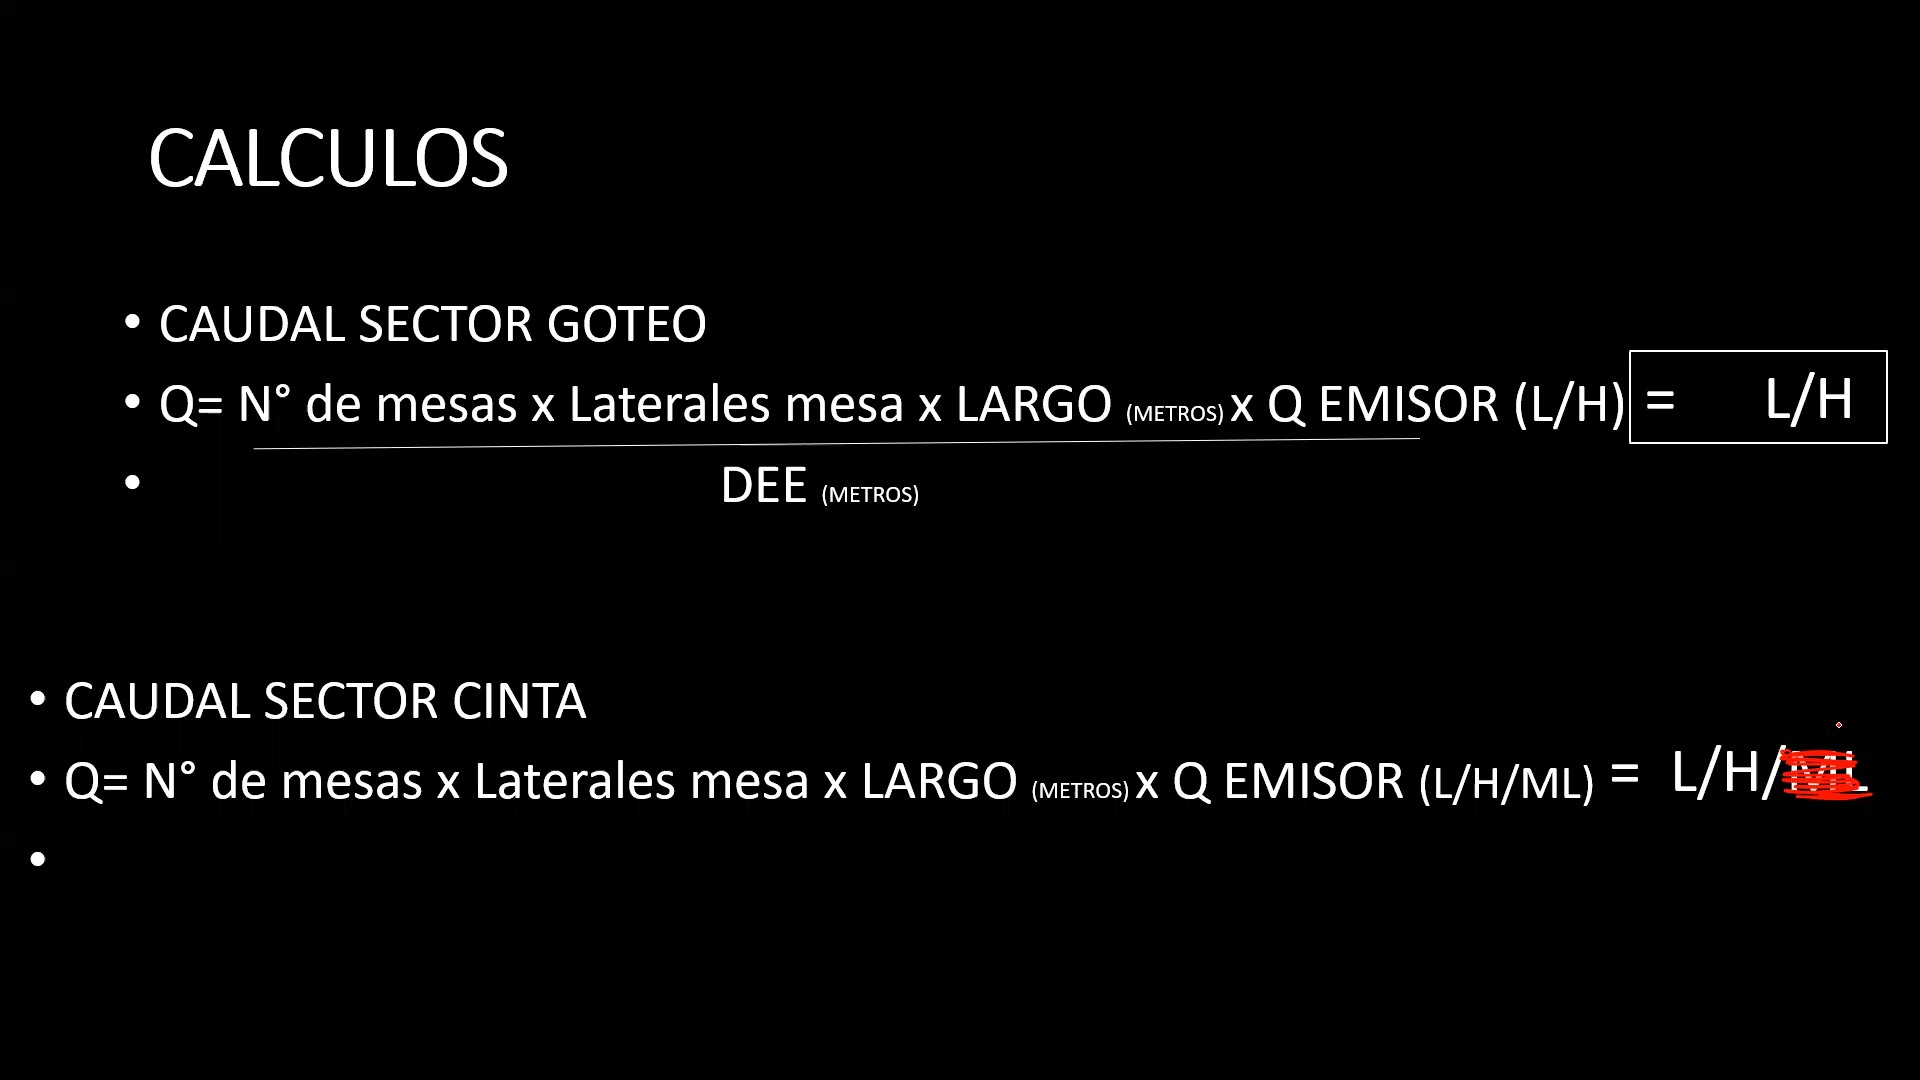 CALCULOS
• CAUDAL SECTOR GOTEO
• Q= N° de mesas x Laterales mesa x LARGO (METROS) x Q EMISOR (L/H) = L/H
• DEE (METROS)
• CAUDAL SECTOR CINTA
• Q= N° de mesas x Laterales mesa x LARGO (METROS) x Q EMISOR (L/H/ML) = L/H/ML
•